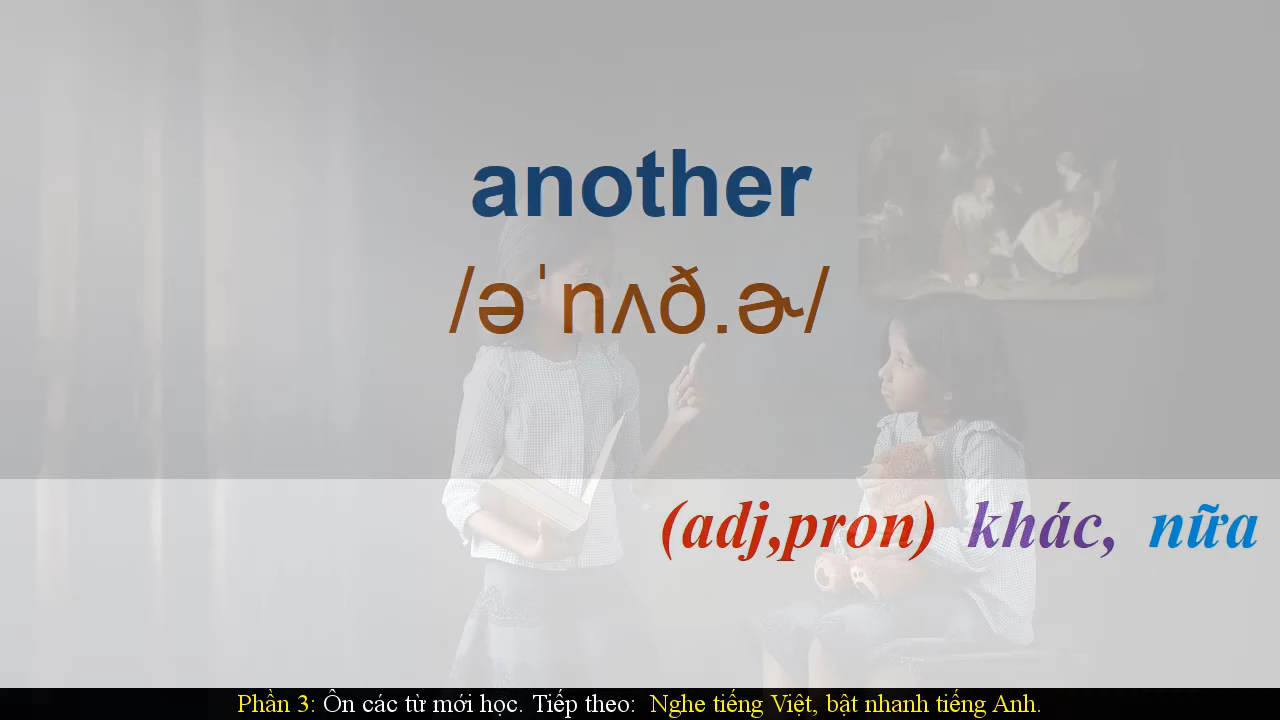 another
/əˈnʌð.ɚ/
(adj,pron) khác, nữa
Phần 3: Ôn các từ mới học. Tiếp theo: Nghe tiếng Việt, bật nhanh tiếng Anh.